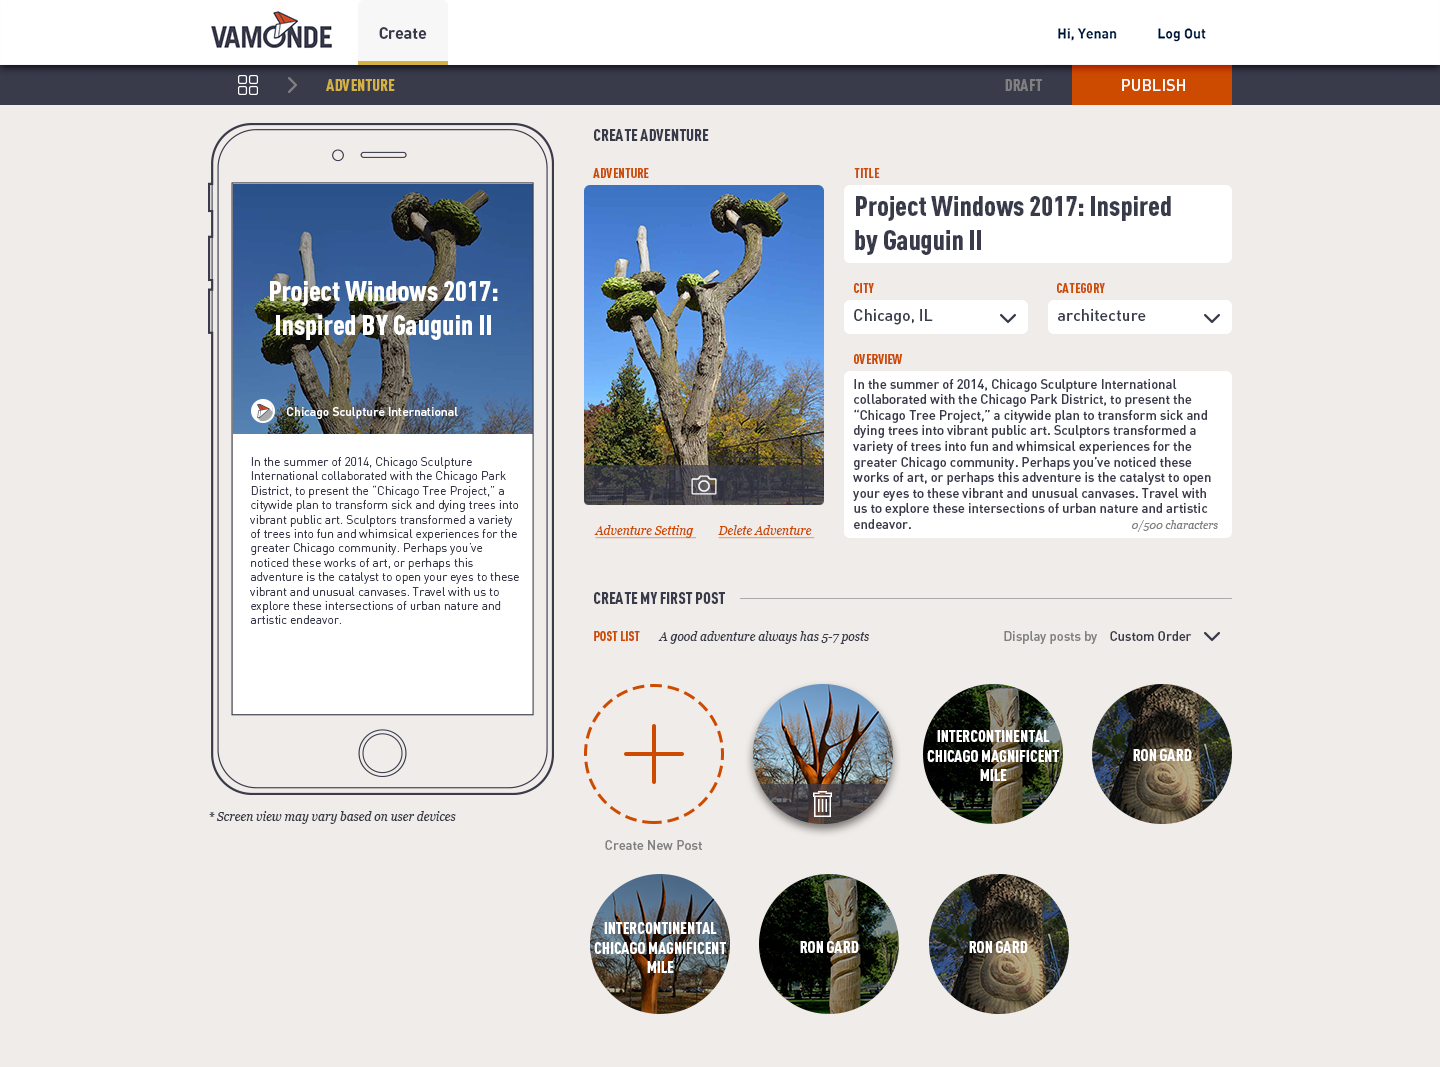 VAMONDE
Create
Hi, Yenan
Log Out
ADVENTURE
DRAFT
PUBLISH
Project Windows 2017:
Inspired BY Gauguin II
Chicago Sculpture International
In the summer of 2014, Chicago Sculpture
International collaborated with the Chicago Park
District, to present the “Chicago Tree Project,” a
citywide plan to transform sick and dying trees into
vibrant public art. Sculptors transformed a variety
of trees into fun and whimsical experiences for the
greater Chicago community. Perhaps you’ve
noticed these works of art, or perhaps this
adventure is the catalyst to open your eyes to these
vibrant and unusual canvases. Travel with us to
explore these intersections of urban nature and
artistic endeavor.
* Screen view may vary based on user devices
CREATE ADVENTURE
ADVENTURE
Adventure Setting
Delete Adventure
TITLE
Project Windows 2017: Inspired
by Gauguin II
CITY
Chicago, IL
CATEGORY
architecture
OVERVIEW
In the summer of 2014, Chicago Sculpture International
collaborated with the Chicago Park District, to present the
“Chicago Tree Project,” a citywide plan to transform sick and
dying trees into vibrant public art. Sculptors transformed a
variety of trees into fun and whimsical experiences for the
greater Chicago community. Perhaps you’ve noticed these
works of art, or perhaps this adventure is the catalyst to open
your eyes to these vibrant and unusual canvases. Travel with
us to explore these intersections of urban nature and artistic
endeavor.
0/500 characters
CREATE MY FIRST POST
POST LIST
A good adventure always has 5-7 posts
Display posts by
Custom Order
Create New Post
INTERCONTINENTAL
CHICAGO MAGNIFICENT
MILE
RON GARD
INTERCONTINENTAL
CHICAGO MAGNIFICENT
MILE
RON GARD
RON GARD